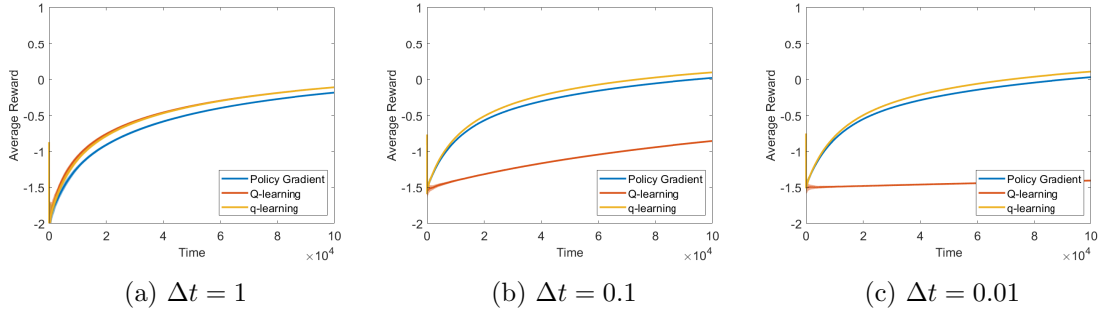 1
0.5
0
-0.5
-1
-1.5
-2
Average Reward
0 2 4 6 8 10
Time
×10^4
Policy Gradient
Q-learning
q-learning
(a) Δt = 1
1
0.5
0
-0.5
-1
-1.5
-2
Average Reward
0 2 4 6 8 10
Time
×10^4
Policy Gradient
Q-learning
q-learning
(b) Δt = 0.1
1
0.5
0
-0.5
-1
-1.5
-2
Average Reward
0 2 4 6 8 10
Time
×10^4
Policy Gradient
Q-learning
q-learning
(c) Δt = 0.01